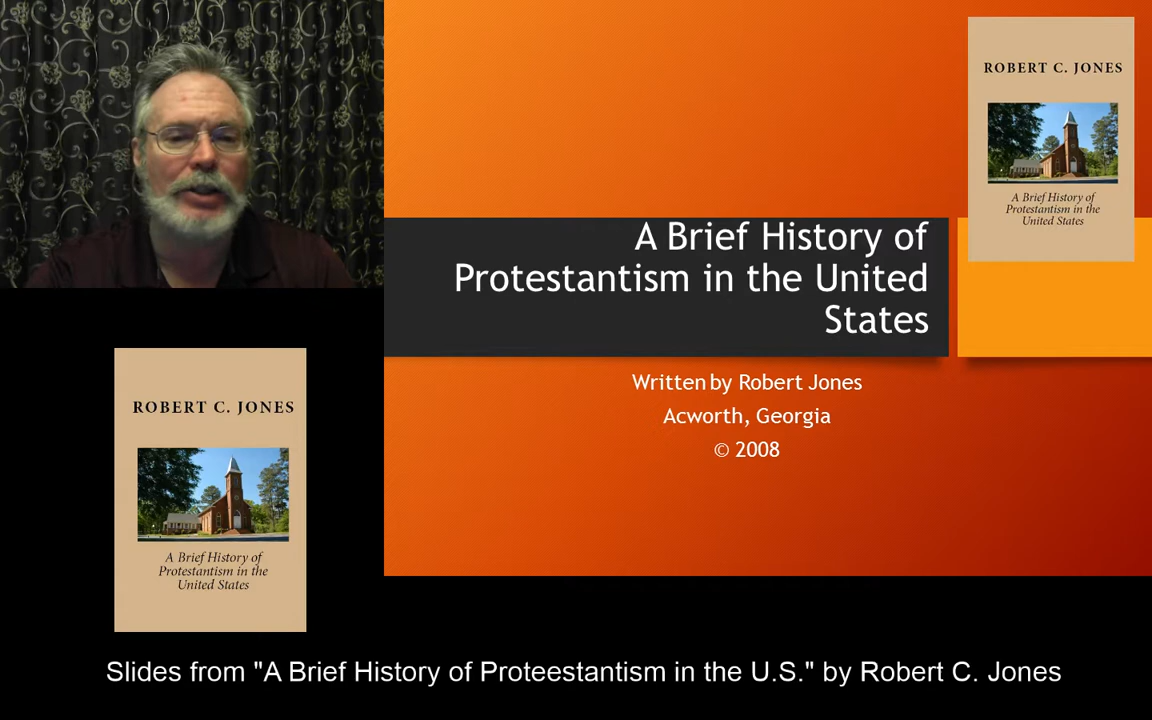 ROBERT C. JONES
A Brief History of
Protestantism in the
United States
A Brief History of
Protestantism in the United
States
Written by Robert Jones
Acworth, Georgia
© 2008
ROBERT C. JONES
A Brief History of
Protestantism in the
United States
Slides from "A Brief History of Proteestantism in the U.S." by Robert C. Jones